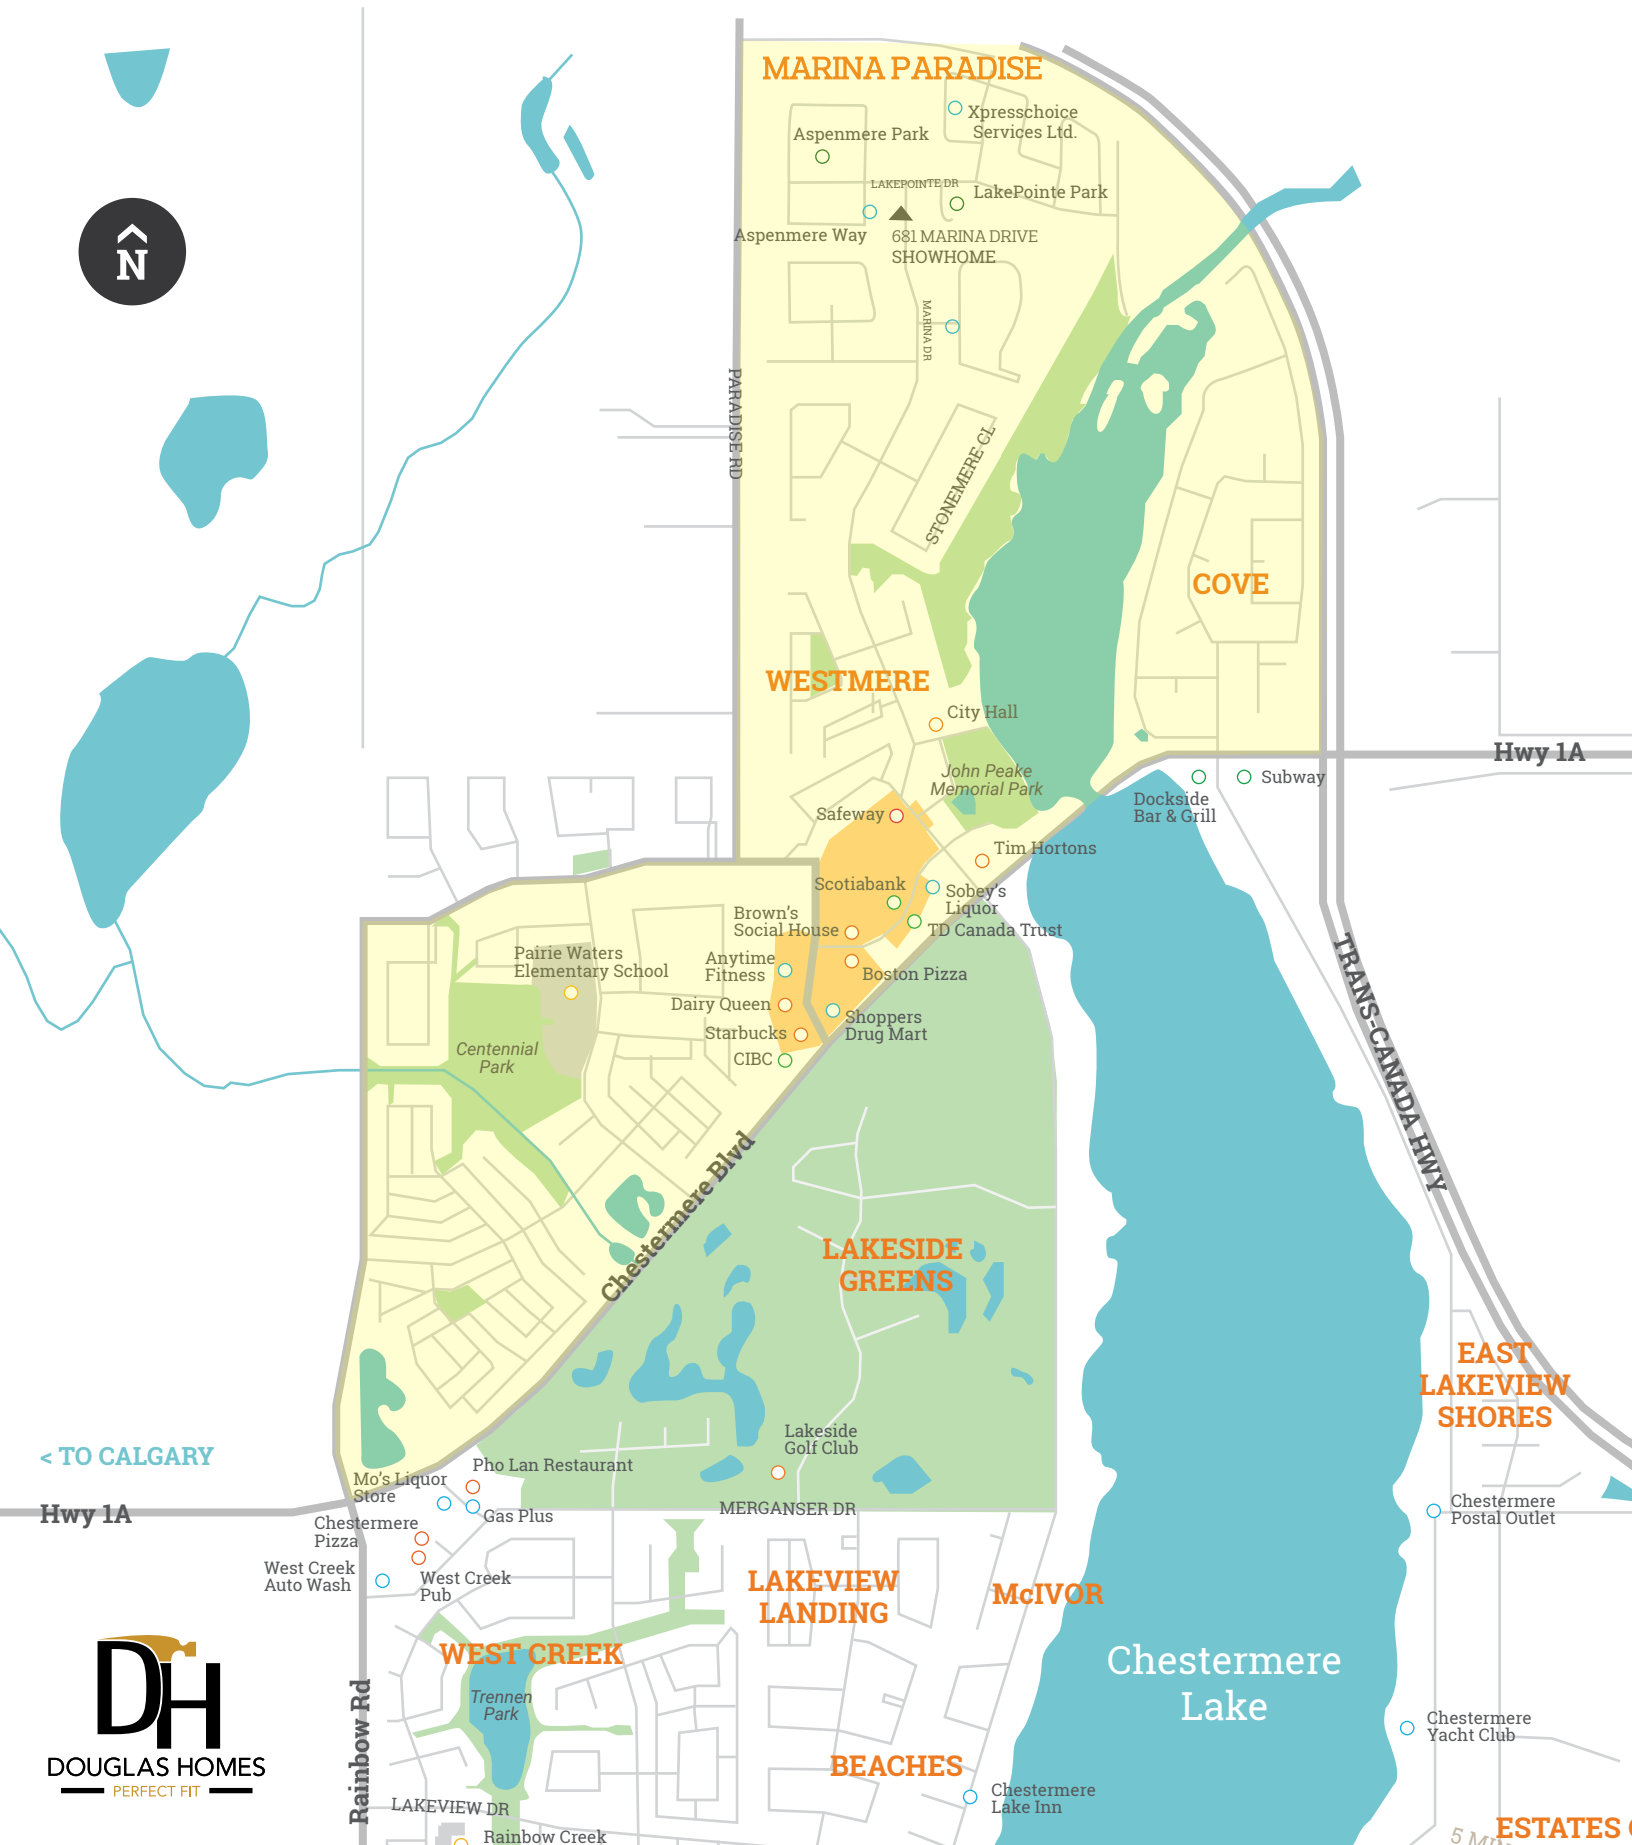 MARINA PARADISE
Xpresschoice
Services Ltd.
Aspenmere Park
LAKEPOINTE DR
LakePointe Park
N
Aspenmere Way
681 MARINA DRIVE
SHOWHOME
MARINA DR
PARADISE RD
STONEMERE CL
COVE
WESTMERE
City Hall
Hwy 1A
John Peake
Memorial Park
Subway
Dockside
Bar & Grill
Safeway
Tim Hortons
Scotiabank
Sobey's
Liquor
Brown's
Social House
TD Canada Trust
Pairie Waters
Elementary School
Anytime
Fitness
Boston Pizza
Dairy Queen
Shoppers
Drug Mart
Starbucks
CIBC
Centennial
Park
TRANS-CANADA HWY
Chestermere Blvd
LAKESIDE
GREENS
EAST
LAKEVIEW
SHORES
Lakeside
Golf Club
< TO CALGARY
Pho Lan Restaurant
Mo's Liquor
Store
Hwy 1A
Gas Plus
MERGANSER DR
Chestermere
Postal Outlet
Chestermere
Pizza
West Creek
Auto Wash
West Creek
Pub
LAKEVIEW
LANDING
McIVOR
WEST CREEK
Chestermere
Lake
Trennen
Park
Rainbow Rd
Chestermere
Yacht Club
DH
DOUGLAS HOMES
PERFECT FIT
BEACHES
Chestermere
Lake Inn
LAKEVIEW DR
Rainbow Creek
ESTATES
5